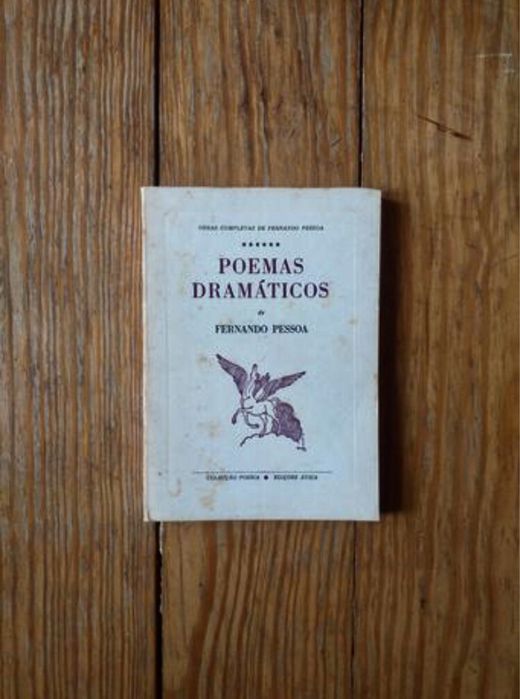 OBRAS COMPLETAS DE FERNANDO PESSOA
******
POEMAS
DRAMÁTICOS
de
FERNANDO PESSOA
COLECÇÃO POESIA ● EDIÇÕES ÁTICA